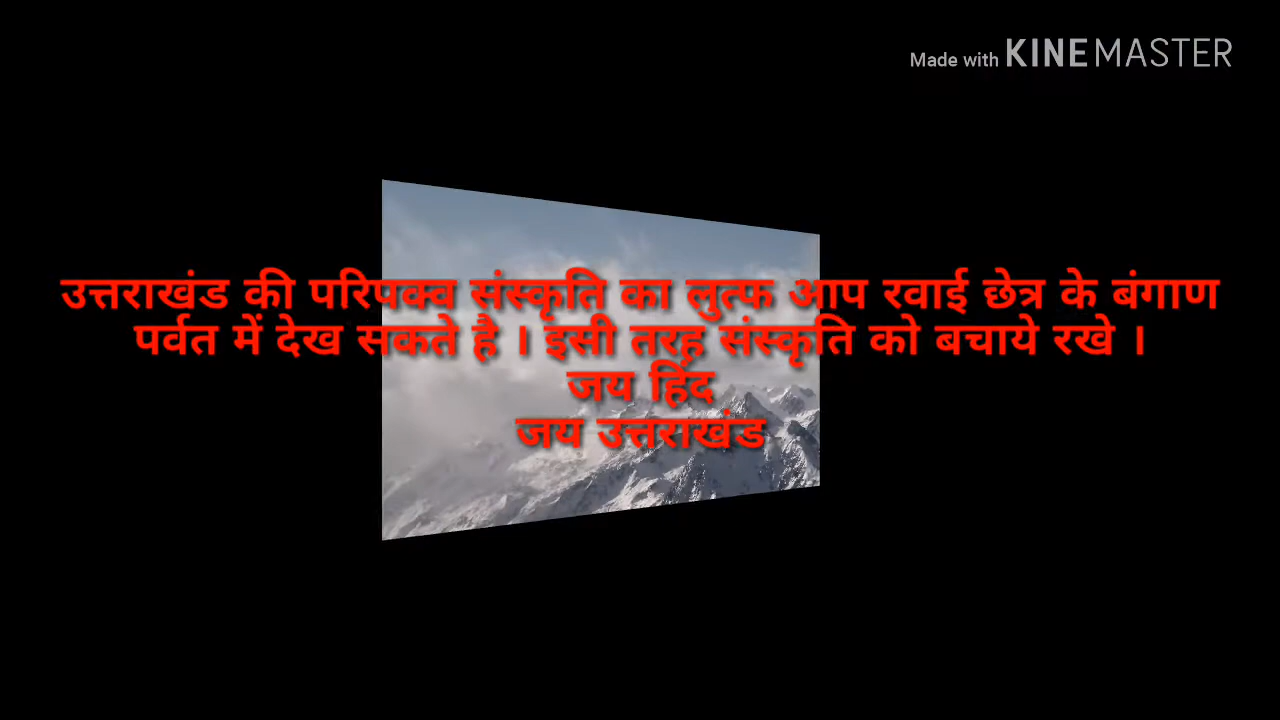 Made with KINEMASTER
उत्तराखंड की परिपक्व संस्कृति का लुत्फ आप रवाई छेत्र के बंगाण
पर्वत में देख सकते है । इसी तरह संस्कृति को बचाये रखे ।
जय हिंद
जय उत्तराखंड